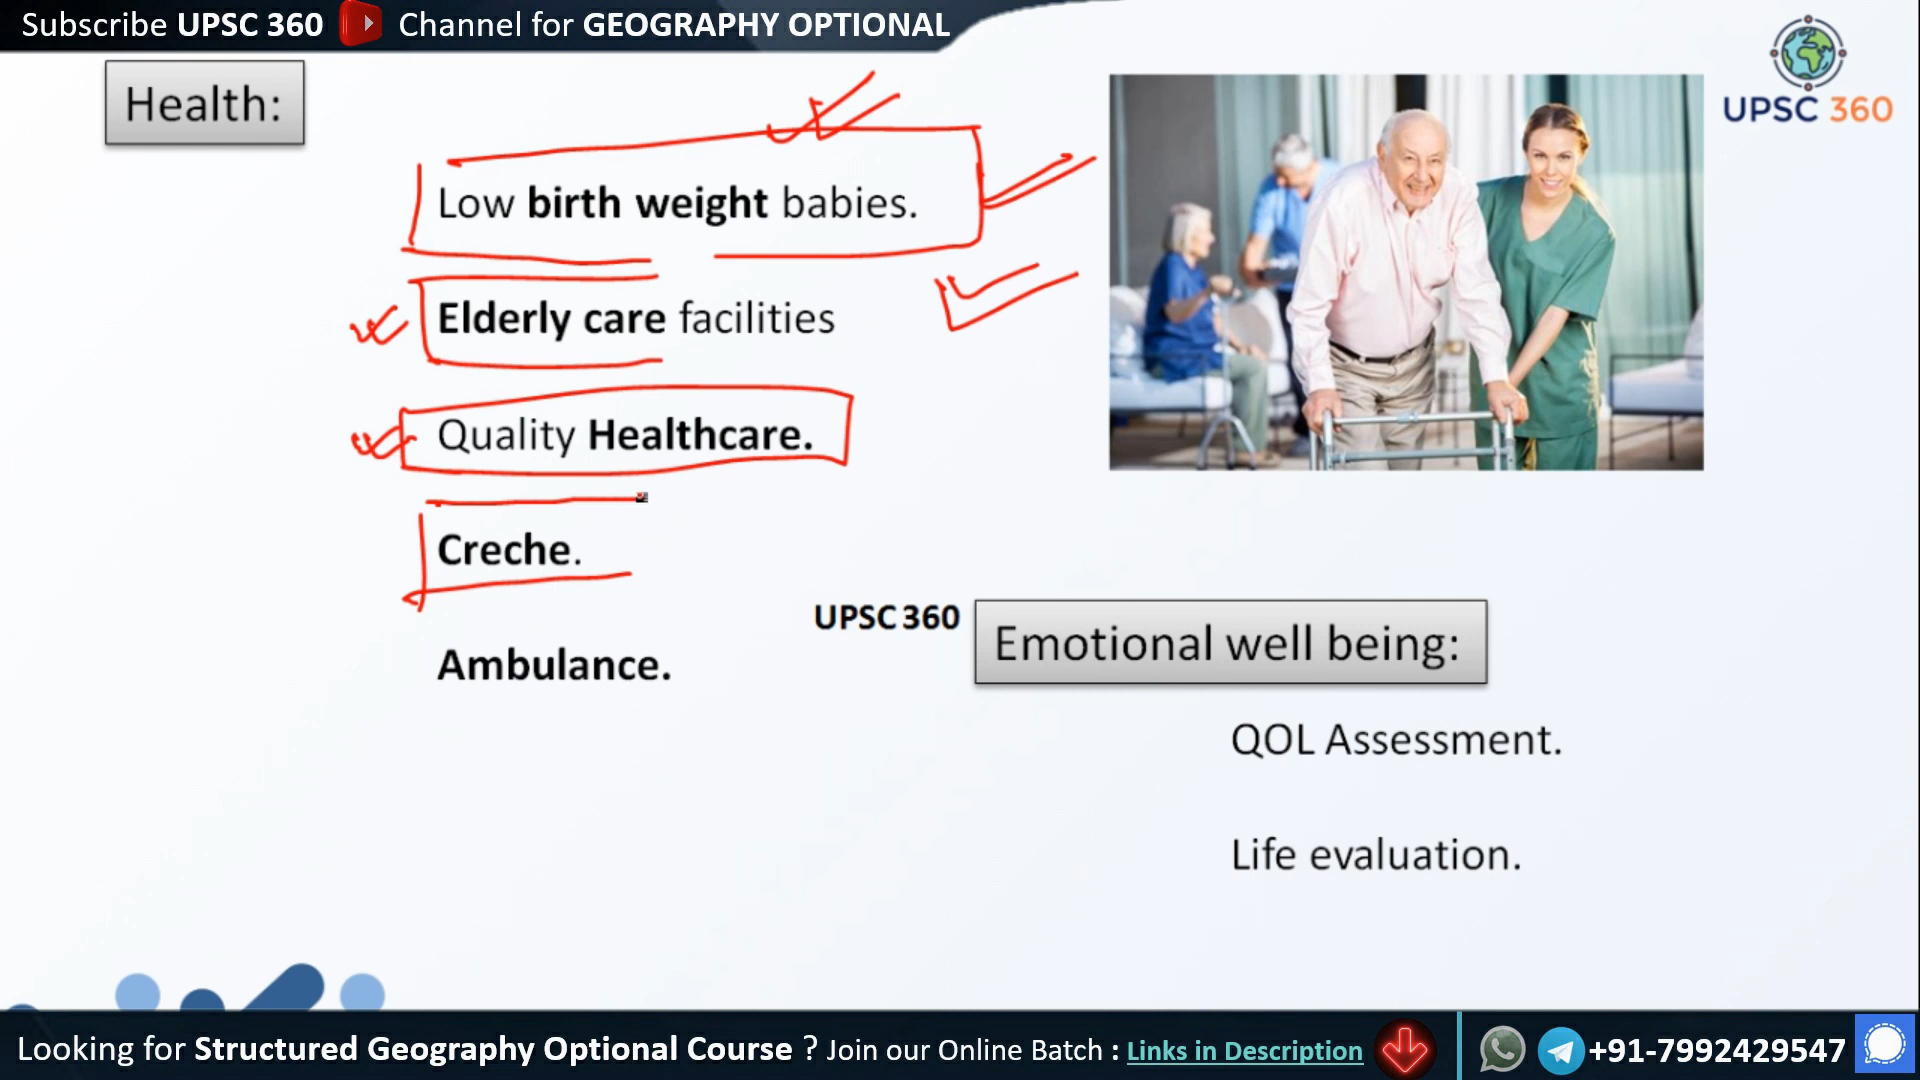 Subscribe UPSC 360 Channel for GEOGRAPHY OPTIONAL
UPSC 360
Health:
Low birth weight babies.
Elderly care facilities
Quality Healthcare.
Creche.
Ambulance.
UPSC 360
Emotional well being:
QOL Assessment.
Life evaluation.
Looking for Structured Geography Optional Course ? Join our Online Batch : Links in Description +91-7992429547